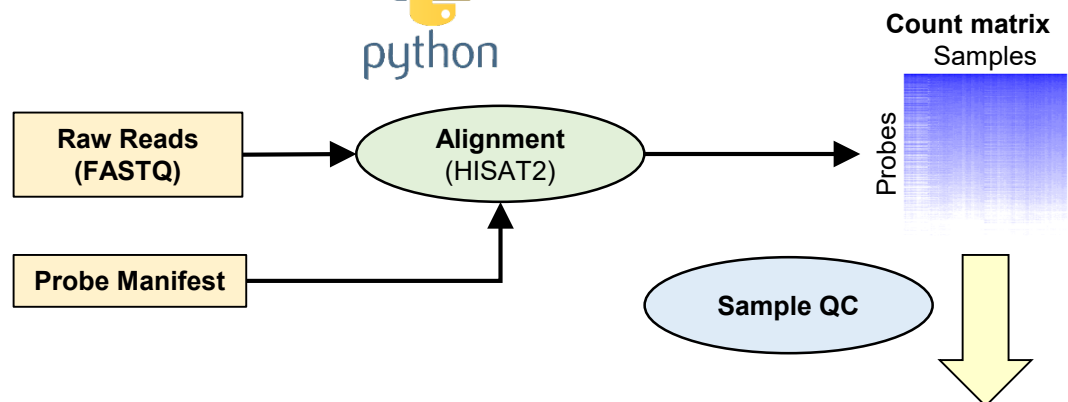 python
Count matrix
Samples
Probes
Raw Reads
(FASTQ)
Alignment
(HISAT2)
Probe Manifest
Sample QC